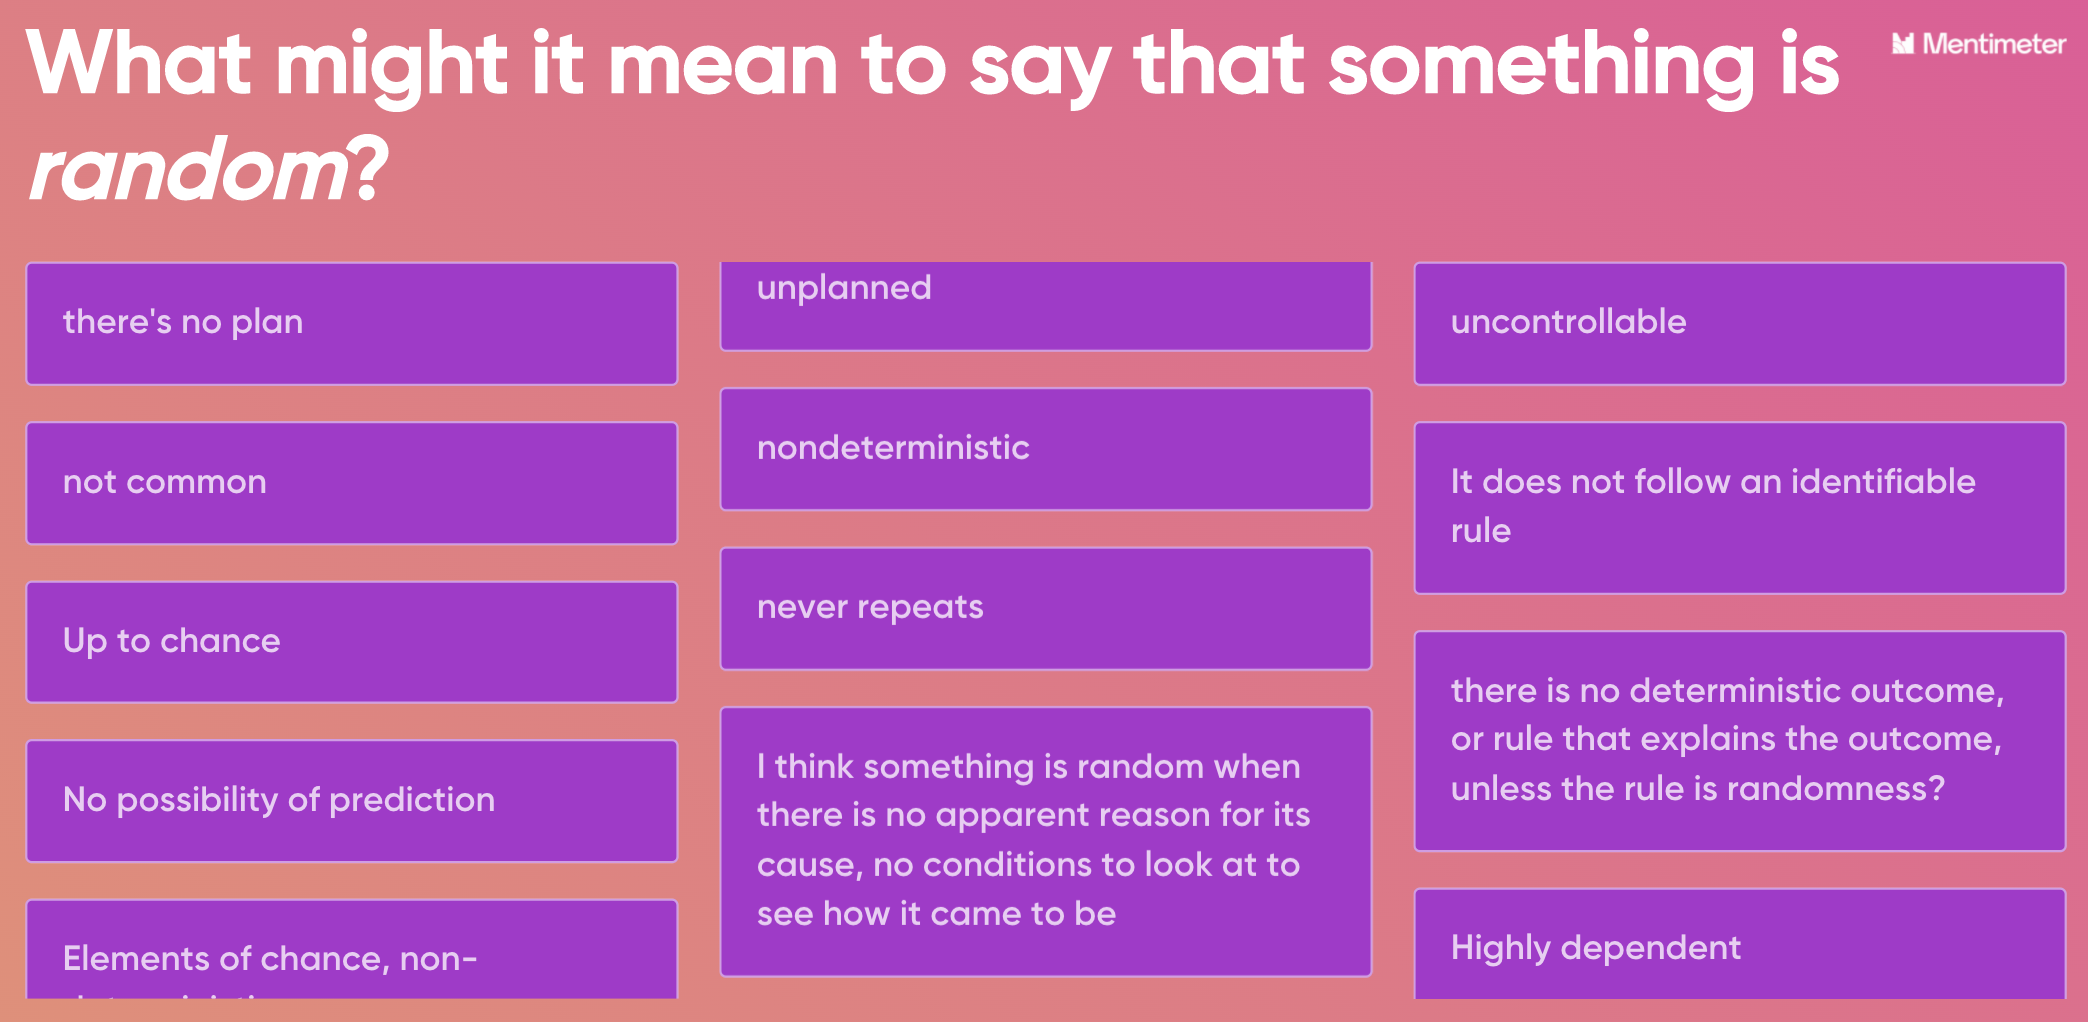 What might it mean to say that something is
random?
Mentimeter
there's no plan
not common
Up to chance
No possibility of prediction
Elements of chance, non-
unplanned
nondeterministic
never repeats
I think something is random when
there is no apparent reason for its
cause, no conditions to look at to
see how it came to be
uncontrollable
It does not follow an identifiable
rule
there is no deterministic outcome,
or rule that explains the outcome,
unless the rule is randomness?
Highly dependent